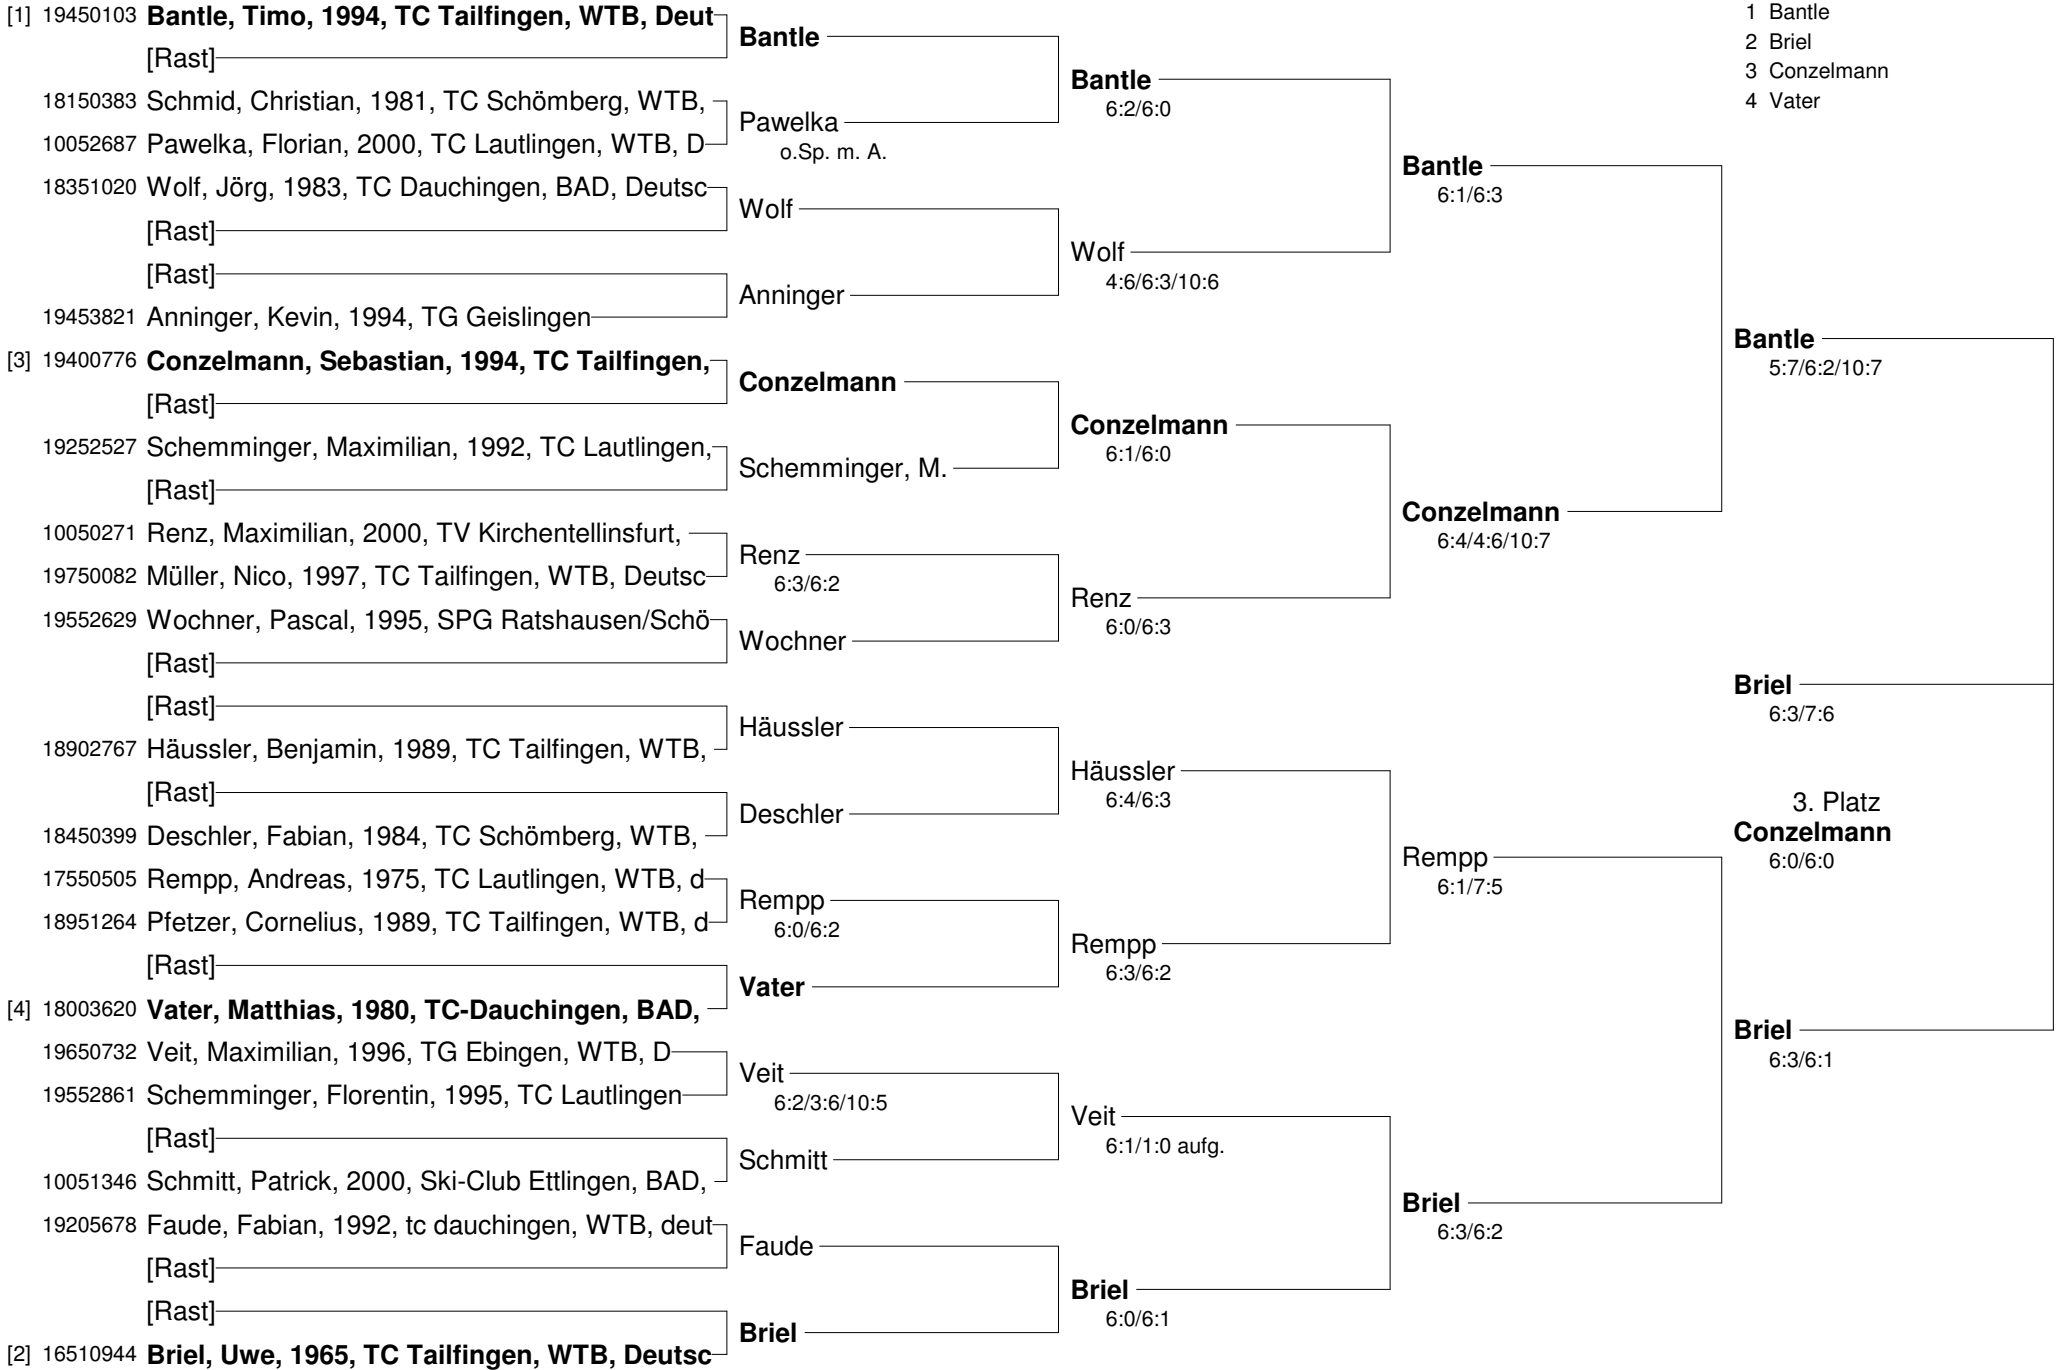 [1] 19450103 Bantle, Timo, 1994, TC Tailfingen, WTB, Deut
[Rast]
18150383 Schmid, Christian, 1981, TC Schömberg, WTB,
10052687 Pawelka, Florian, 2000, TC Lautlingen, WTB, D
18351020 Wolf, Jörg, 1983, TC Dauchingen, BAD, Deutsc
[Rast]
[Rast]
19453821 Anninger, Kevin, 1994, TG Geislingen
[3] 19400776 Conzelmann, Sebastian, 1994, TC Tailfingen,
[Rast]
19252527 Schemminger, Maximilian, 1992, TC Lautlingen,
[Rast]
10050271 Renz, Maximilian, 2000, TV Kirchentellinsfurt,
19750082 Müller, Nico, 1997, TC Tailfingen, WTB, Deutsc
19552629 Wochner, Pascal, 1995, SPG Ratshausen/Schö
[Rast]
[Rast]
18902767 Häussler, Benjamin, 1989, TC Tailfingen, WTB,
[Rast]
18450399 Deschler, Fabian, 1984, TC Schömberg, WTB,
17550505 Rempp, Andreas, 1975, TC Lautlingen, WTB, d
18951264 Pfetzer, Cornelius, 1989, TC Tailfingen, WTB, d
[Rast]
[4] 18003620 Vater, Matthias, 1980, TC-Dauchingen, BAD,
19650732 Veit, Maximilian, 1996, TG Ebingen, WTB, D
19552861 Schemminger, Florentin, 1995, TC Lautlingen
[Rast]
10051346 Schmitt, Patrick, 2000, Ski-Club Ettlingen, BAD,
19205678 Faude, Fabian, 1992, tc dauchingen, WTB, deut
[Rast]
[Rast]
[2] 16510944 Briel, Uwe, 1965, TC Tailfingen, WTB, Deutsc
Bantle
Pawelka
o.Sp. m. A.
Wolf
Anninger
Conzelmann
Schemminger, M.
Renz
6:3/6:2
Wochner
Häussler
Deschler
Rempp
6:0/6:2
Vater
Veit
6:2/3:6/10:5
Schmitt
Faude
Briel
Bantle
6:2/6:0
Wolf
4:6/6:3/10:6
Conzelmann
6:1/6:0
Renz
6:0/6:3
Häussler
6:4/6:3
Rempp
6:3/6:2
Veit
6:1/1:0 aufg.
Briel
6:0/6:1
Bantle
6:1/6:3
Conzelmann
6:4/4:6/10:7
Rempp
6:1/7:5
Briel
6:3/6:2
1 Bantle
2 Briel
3 Conzelmann
4 Vater
Bantle
5:7/6:2/10:7
Briel
6:3/7:6
3. Platz
Conzelmann
6:0/6:0
Briel
6:3/6:1